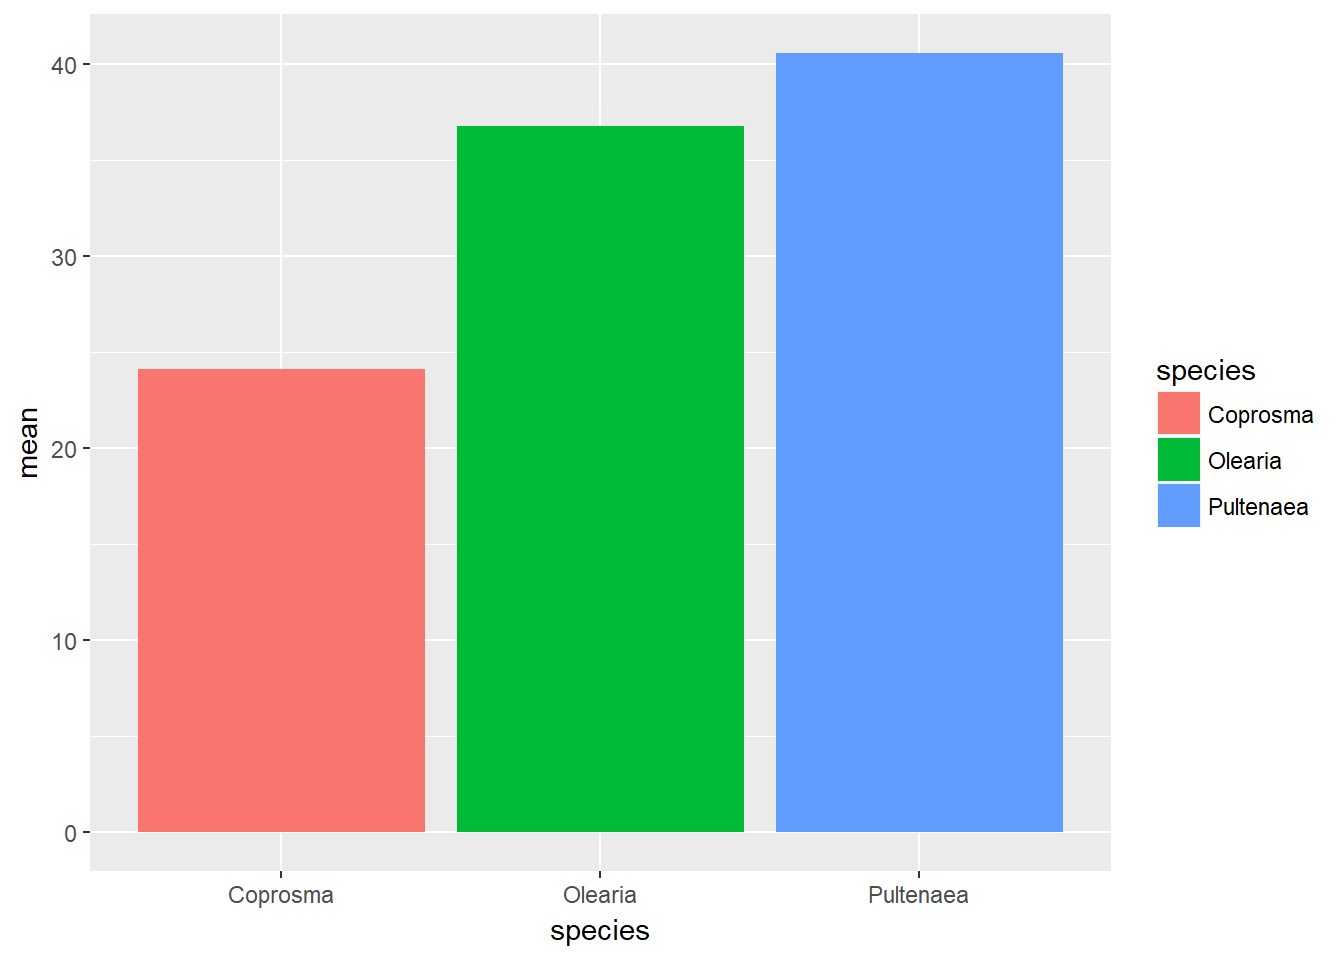 40
30
20
10
0
mean
Coprosma
Olearia
Pultenaea
species
species
Coprosma
Olearia
Pultenaea